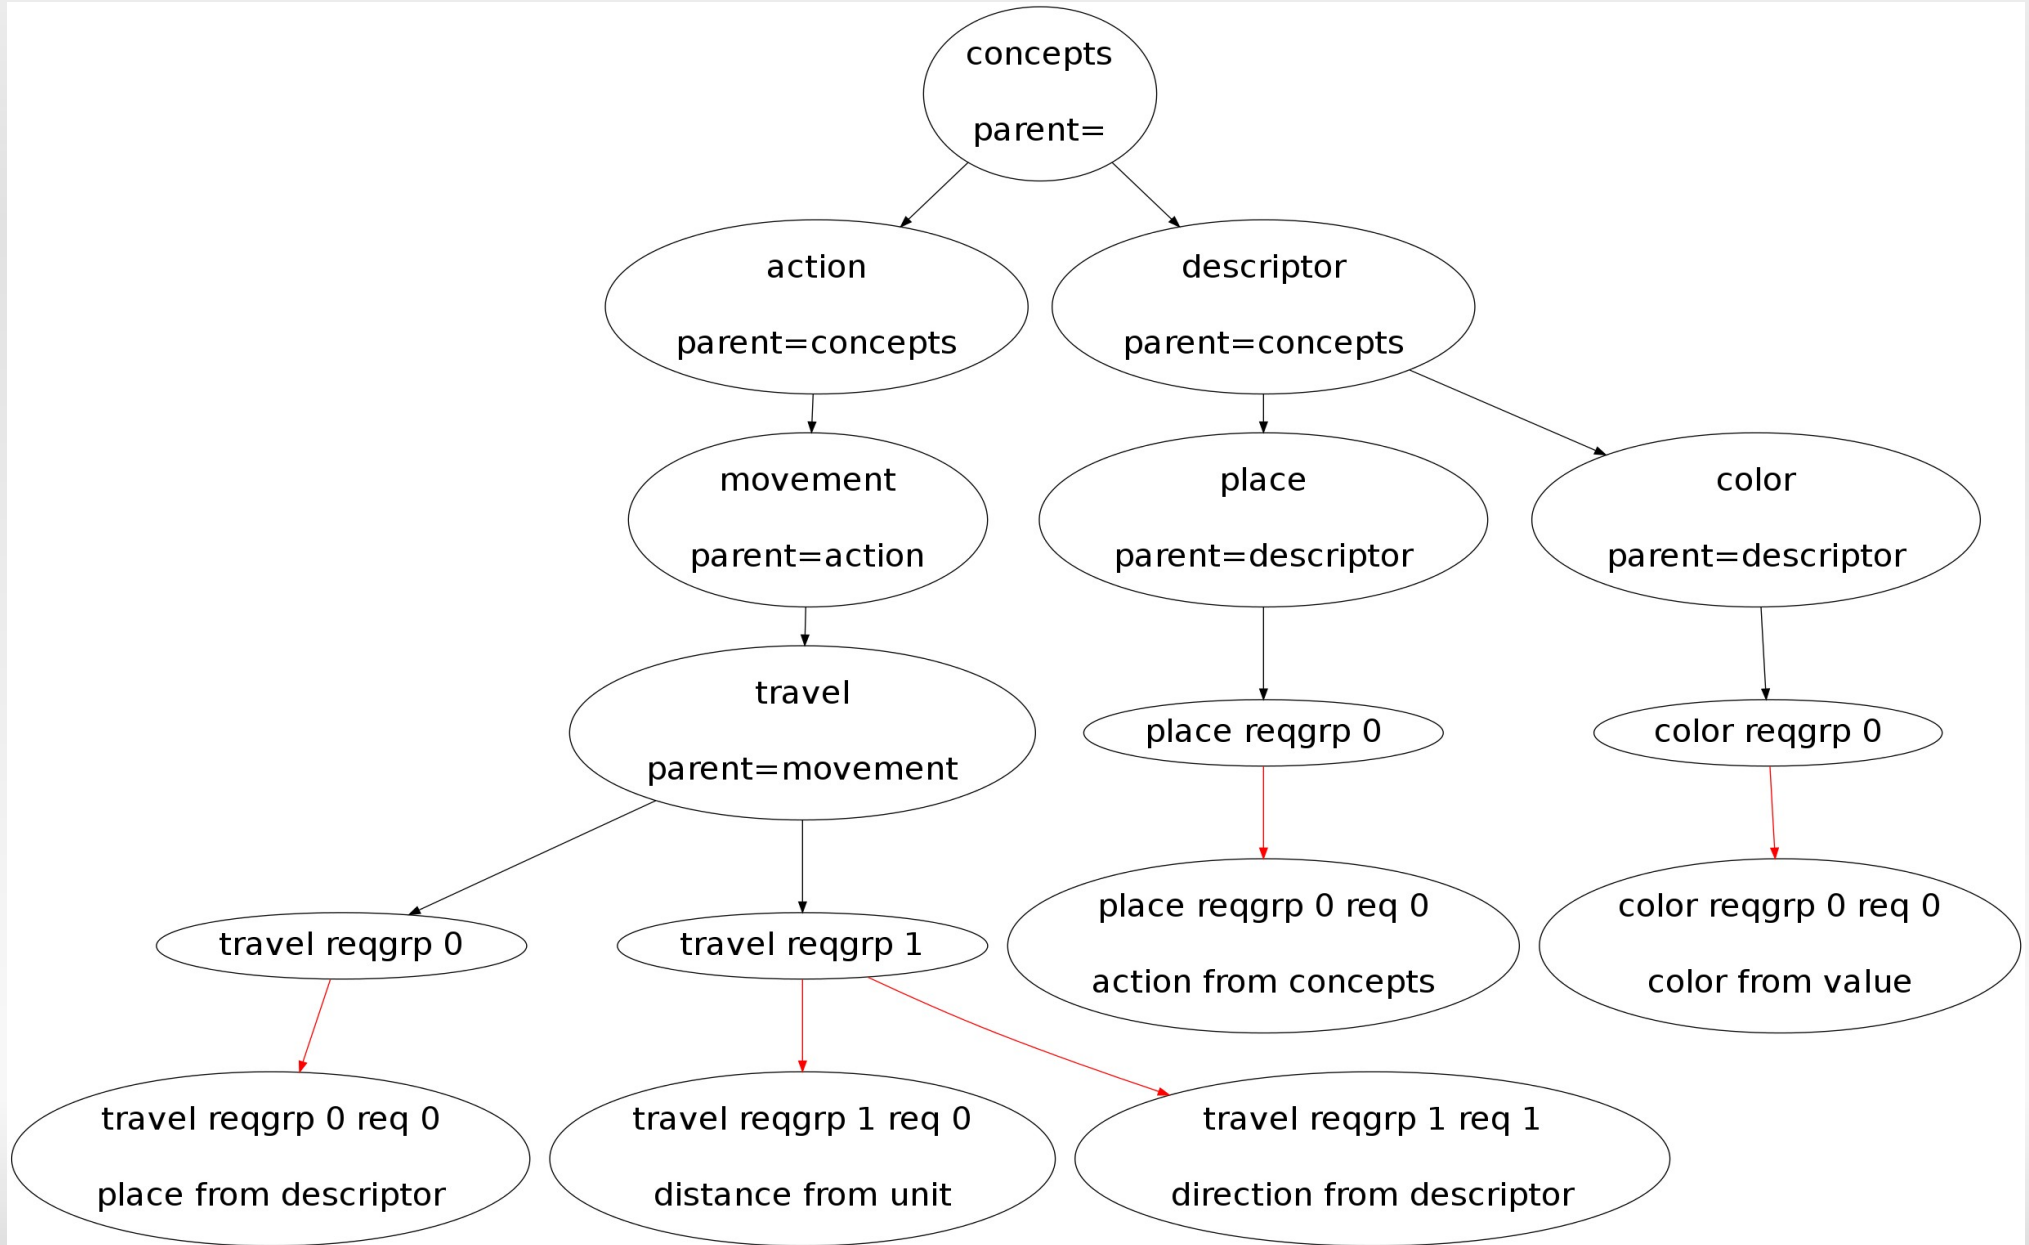 concepts
parent=
action
parent=concepts
descriptor
parent=concepts
movement
parent=action
place
parent=descriptor
color
parent=descriptor
travel
parent=movement
place reqgrp 0
color reqgrp 0
travel reqgrp 0
travel reqgrp 1
place reqgrp 0 req 0
action from concepts
color reqgrp 0 req 0
color from value
travel reqgrp 0 req 0
place from descriptor
travel reqgrp 1 req 0
distance from unit
travel reqgrp 1 req 1
direction from descriptor